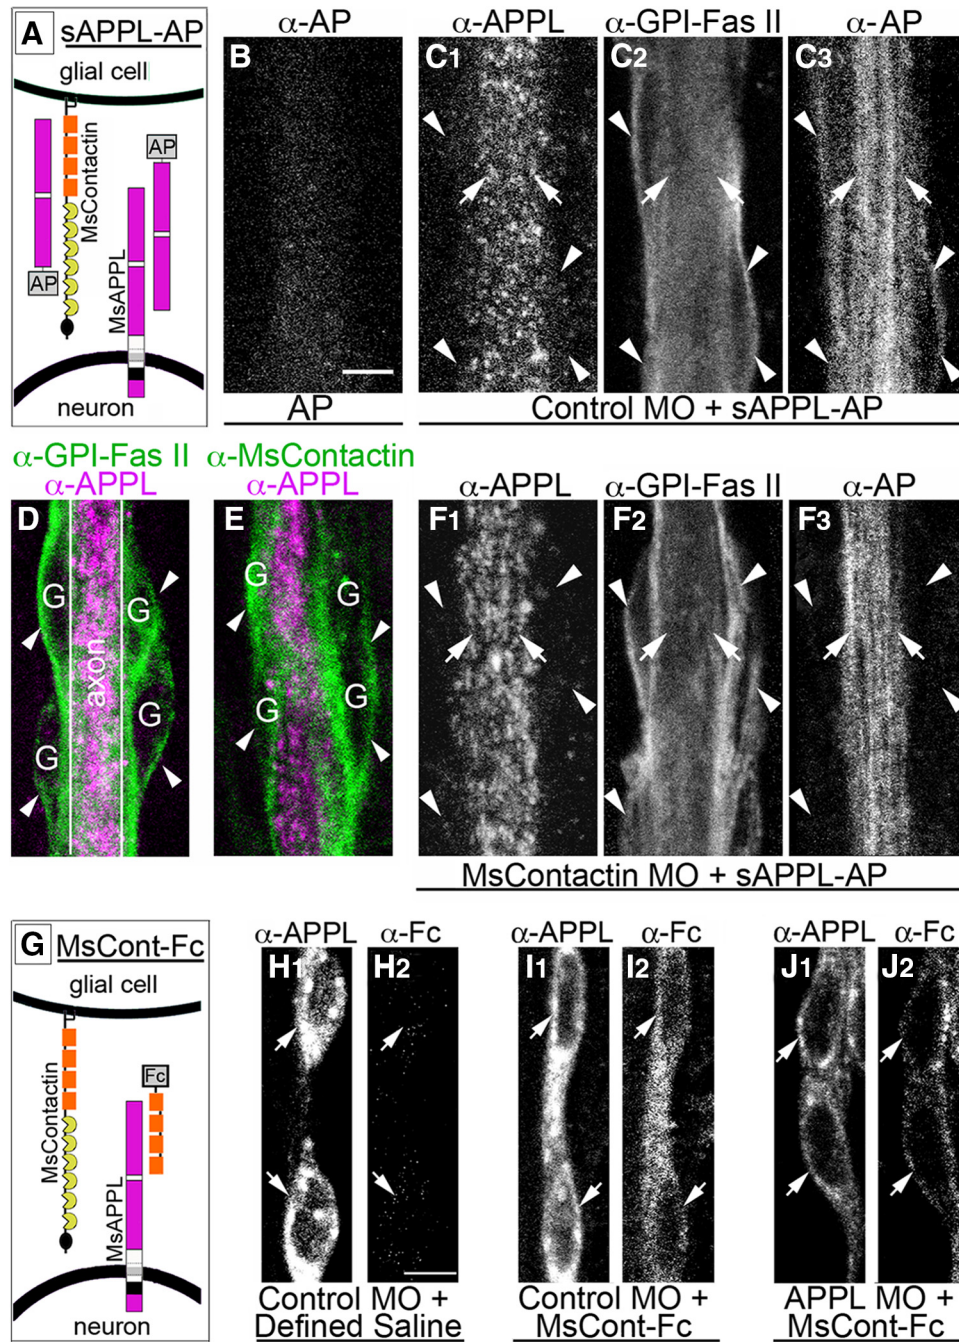 A
sAPPL-AP
glial cell
AP
MsContactin
AP
MsAPPL
neuron
α-AP
B
AP
α-APPL
α-GPI-Fas II
α-AP
C1
C2
C3
Control MO + sAPPL-AP
α-GPI-Fas II
α-APPL
D
G
G
axon
G
G
α-MsContactin
α-APPL
E
G
G
G
G
α-APPL
α-GPI-Fas II
α-AP
F1
F2
F3
MsContactin MO + sAPPL-AP
G
MsCont-Fc
glial cell
MsContactin
Fc
MsAPPL
neuron
α-APPL
α-Fc
H1
H2
Control MO +
Defined Saline
α-APPL
α-Fc
I1
I2
Control MO +
MsCont-Fc
α-APPL
α-Fc
J1
J2
APPL MO +
MsCont-Fc